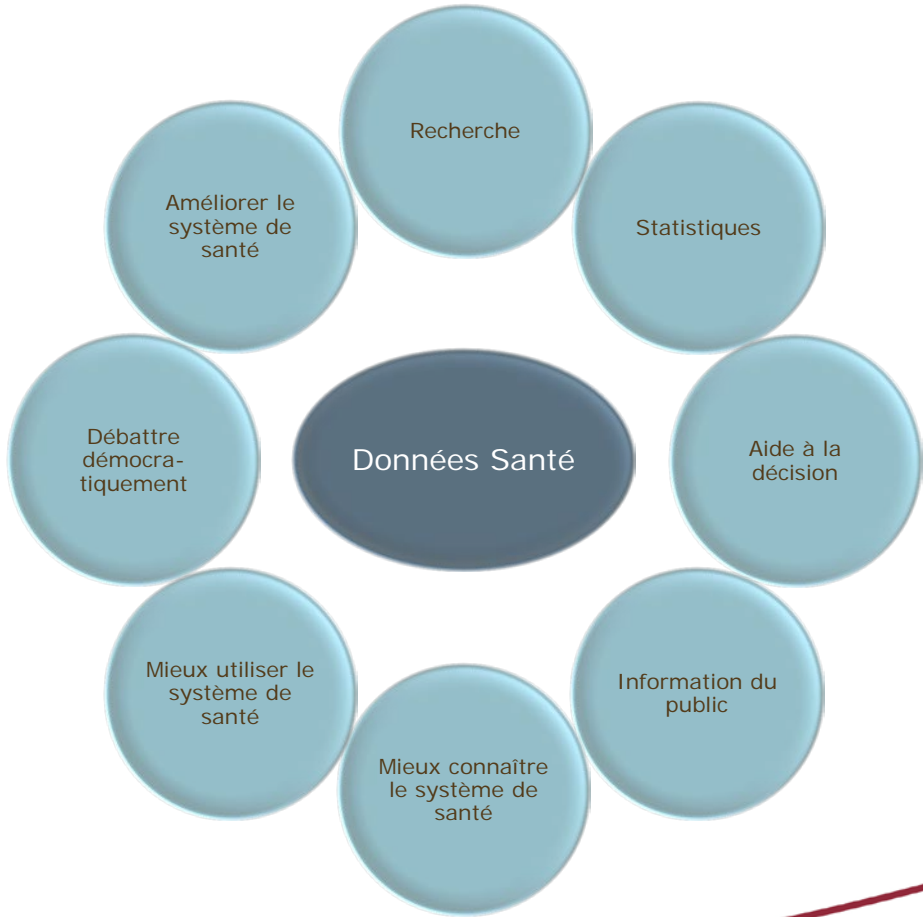 Recherche
Statistiques
Aide à la
décision
Information du
public
Mieux connaître
le système de
santé
Mieux utiliser le
système de
santé
Débattre
démocra-
tiquement
Améliorer le
système de
santé
Données Santé